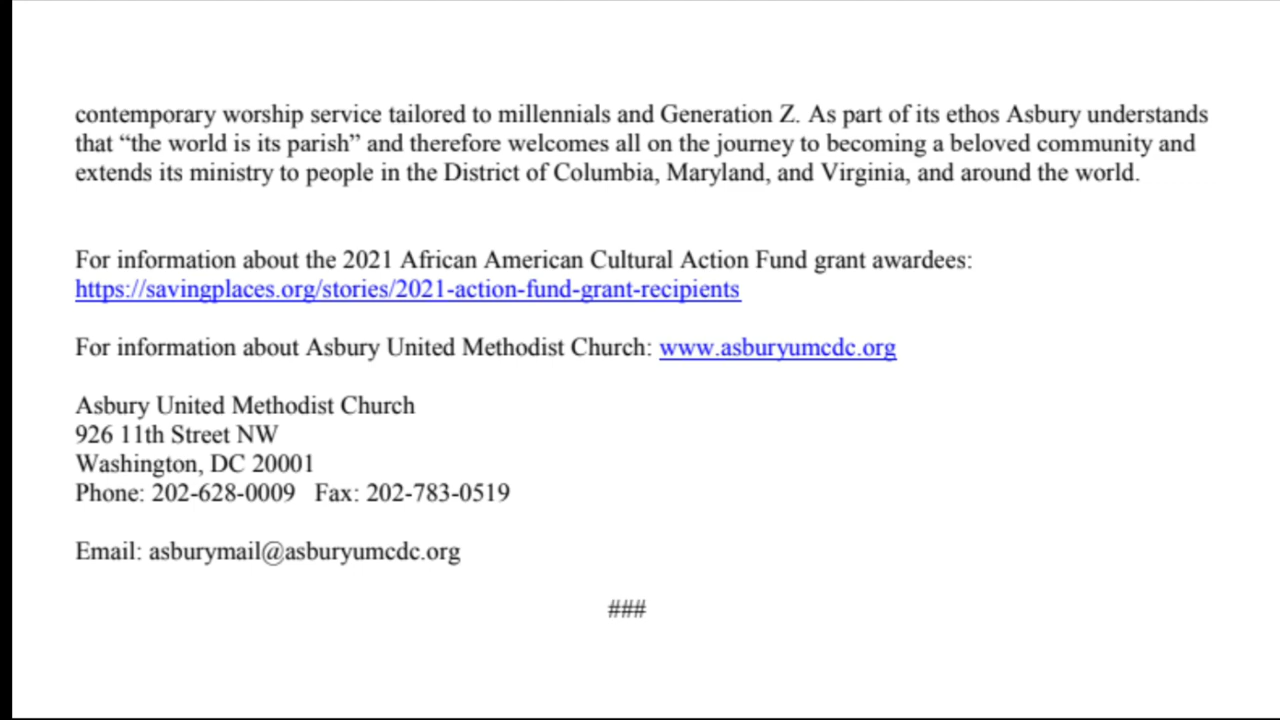 contemporary worship service tailored to millennials and Generation Z. As part of its ethos Asbury understands
that “the world is its parish” and therefore welcomes all on the journey to becoming a beloved community and
extends its ministry to people in the District of Columbia, Maryland, and Virginia, and around the world.
For information about the 2021 African American Cultural Action Fund grant awardees:
https://savingplaces.org/stories/2021-action-fund-grant-recipients
For information about Asbury United Methodist Church: www.asburyumcdc.org
Asbury United Methodist Church
926 11th Street NW
Washington, DC 20001
Phone: 202-628-0009 Fax: 202-783-0519
Email: asburymail@asburyumcdc.org
###